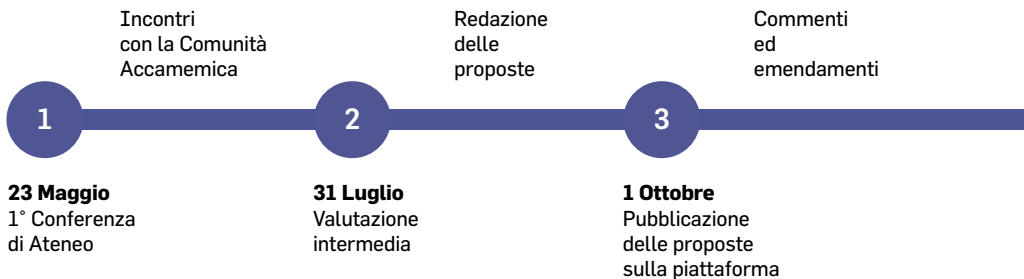 Incontri
con la Comunità
Accamemica
Redazione
delle
proposte
Commenti
ed
emendamenti
1
2
3
23 Maggio
1° Conferenza
di Ateneo
31 Luglio
Valutazione
intermedia
1 Ottobre
Pubblicazione
delle proposte
sulla piattaforma